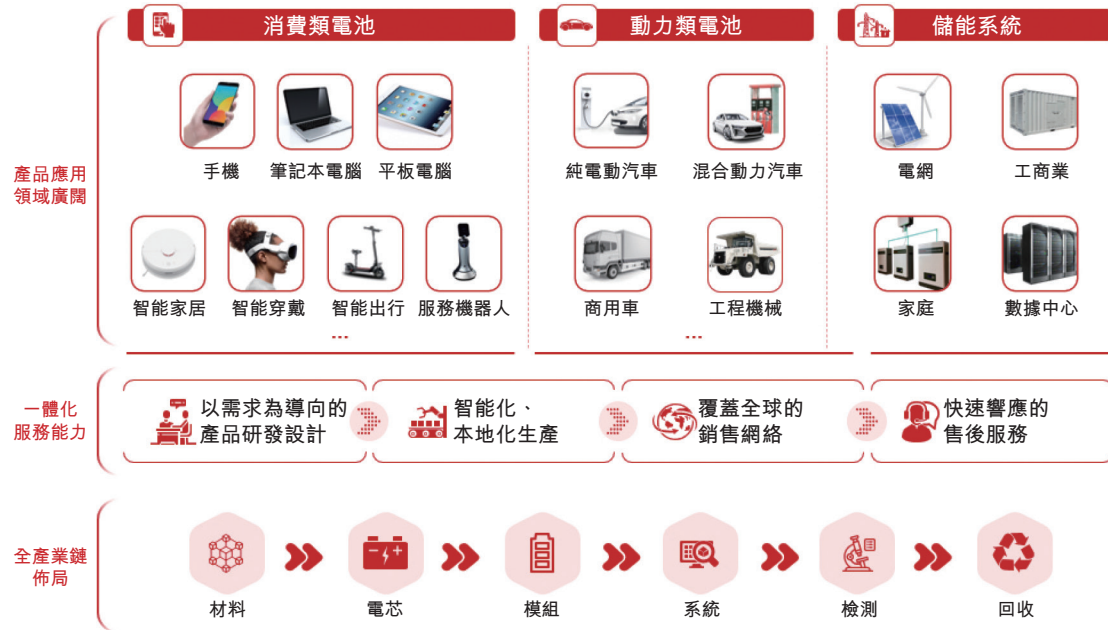 消費類電池
動力類電池
儲能系統
產品應用
領域廣闊
手機
筆記本電腦
平板電腦
純電動汽車
混合動力汽車
電網
工商業
智能家居
智能穿戴
智能出行
服務機器人
商用車
工程機械
家庭
數據中心
...
...
一體化
服務能力
以需求為導向的
產品研發設計
智能化、
本地化生產
覆蓋全球的
銷售網絡
快速響應的
售後服務
全產業鏈
佈局
材料
電芯
模組
系統
檢測
回收